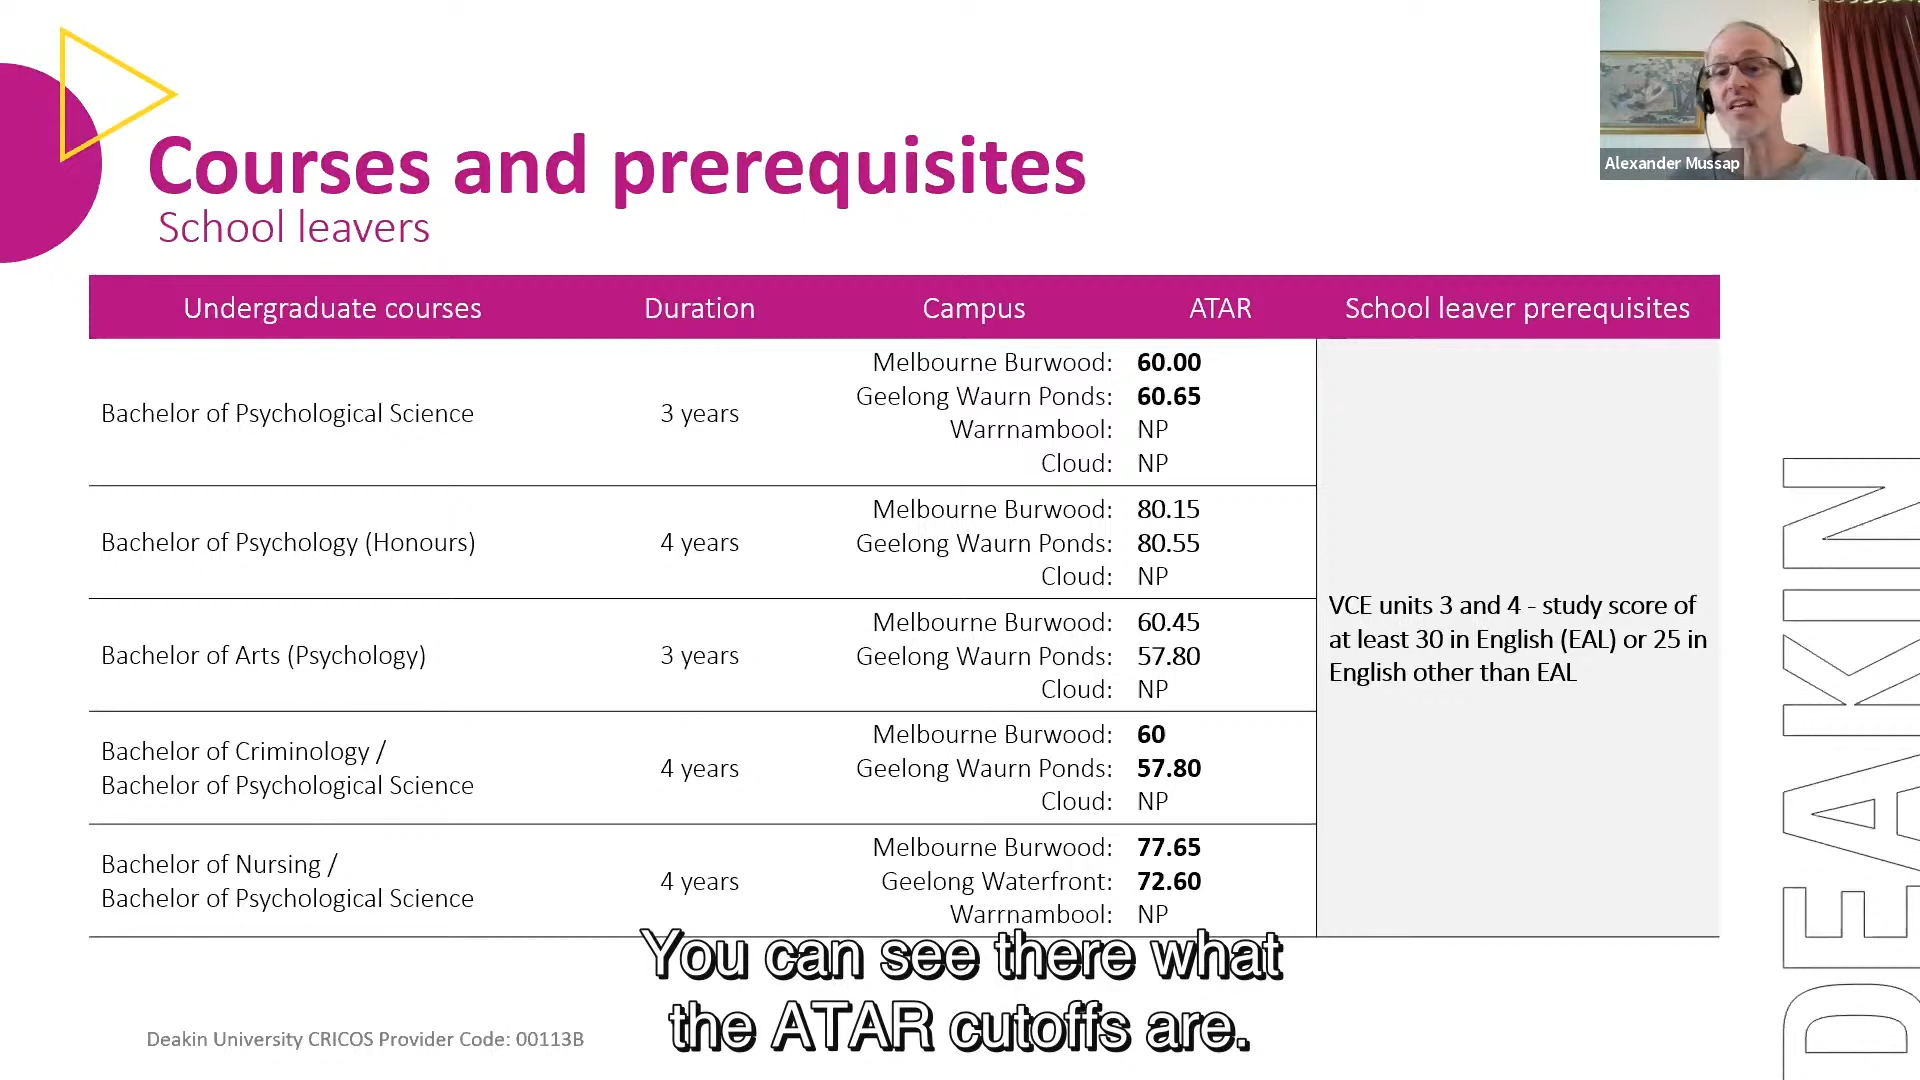 Alexander Mussap
Courses and prerequisites
School leavers
Undergraduate courses Duration Campus ATAR School leaver prerequisites
Bachelor of Psychological Science 3 years
Melbourne Burwood: 60.00
Geelong Waurn Ponds: 60.65
Warrnambool: NP
Cloud: NP
Bachelor of Psychology (Honours) 4 years
Melbourne Burwood: 80.15
Geelong Waurn Ponds: 80.55
Cloud: NP
Bachelor of Arts (Psychology) 3 years
Melbourne Burwood: 60.45
Geelong Waurn Ponds: 57.80
Cloud: NP
Bachelor of Criminology /
Bachelor of Psychological Science
4 years
Melbourne Burwood: 60
Geelong Waurn Ponds: 57.80
Cloud: NP
Bachelor of Nursing /
Bachelor of Psychological Science
4 years
Melbourne Burwood: 77.65
Geelong Waterfront: 72.60
Warrnambool: NP
VCE units 3 and 4 - study score of
at least 30 in English (EAL) or 25 in
English other than EAL
You can see there what
the ATAR cutoffs are.
Deakin University CRICOS Provider Code: 00113B
DEAKIN